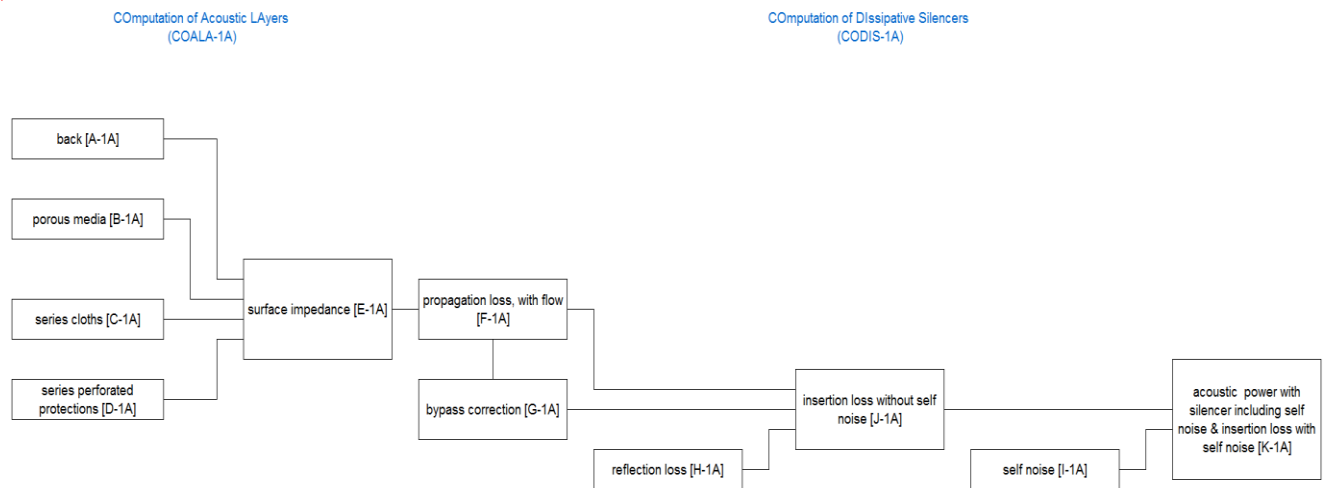 COmputation of Acoustic LAyers
(COALA-1A)
COmputation of DIssipative Silencers
(CODIS-1A)
back [A-1A]
porous media [B-1A]
series cloths [C-1A]
series perforated
protections [D-1A]
surface impedance [E-1A]
propagation loss, with flow
[F-1A]
bypass correction [G-1A]
reflection loss [H-1A]
insertion loss without self
noise [J-1A]
self noise [I-1A]
acoustic power with
silencer including self
noise & insertion loss with
self noise [K-1A]